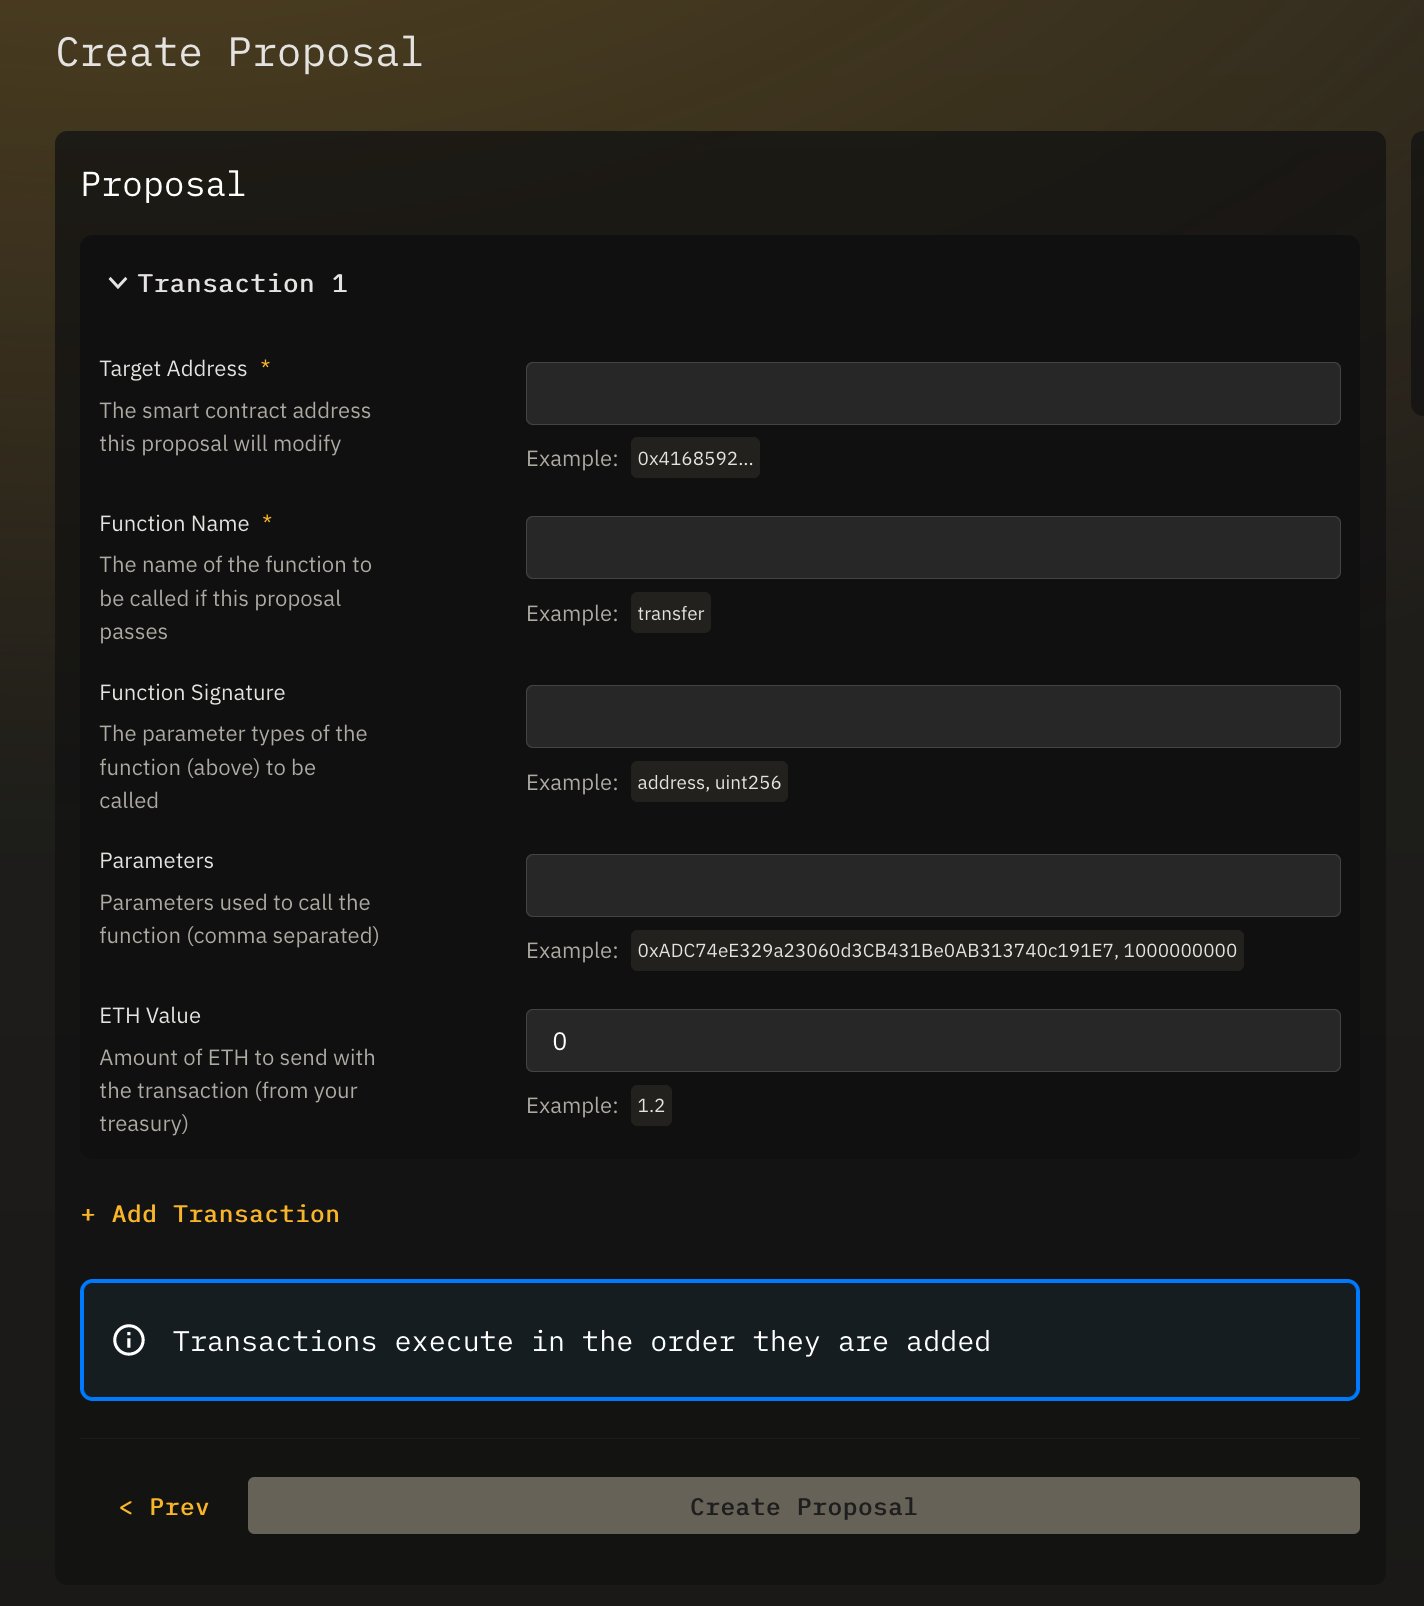 Create Proposal
Proposal
Transaction 1
Target Address *
The smart contract address
this proposal will modify
Example: 0x4168592...
Function Name *
The name of the function to
be called if this proposal
passes
Example: transfer
Function Signature
The parameter types of the
function (above) to be
called
Example: address, uint256
Parameters
Parameters used to call the
function (comma separated)
Example: 0xADC74eE329a23060d3CB431Be0AB313740c191E7, 1000000000
ETH Value
Amount of ETH to send with
the transaction (from your
treasury)
0
Example: 1.2
+ Add Transaction
Transactions execute in the order they are added
< Prev
Create Proposal